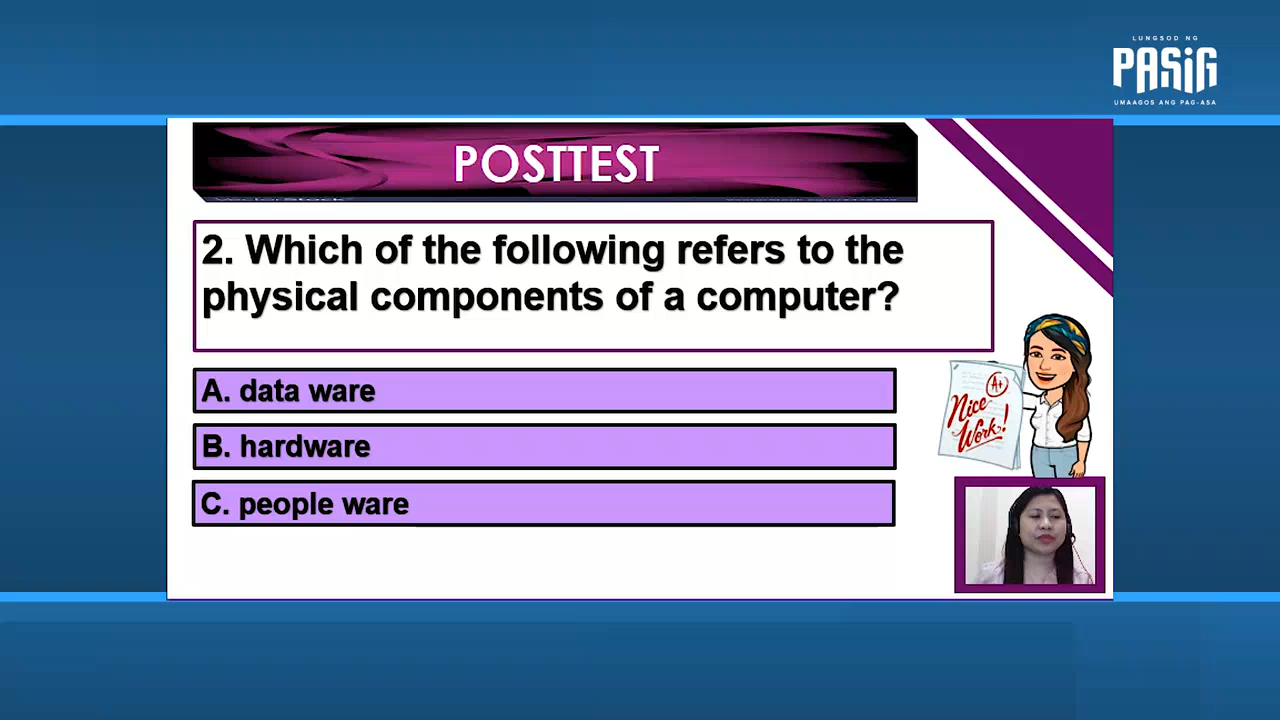 LUNGSOD NG
PASIG
UMAAGOS ANG PAG-ASA
POSTTEST
2. Which of the following refers to the
physical components of a computer?
A. data ware
B. hardware
C. people ware
A+
Nice
Work!